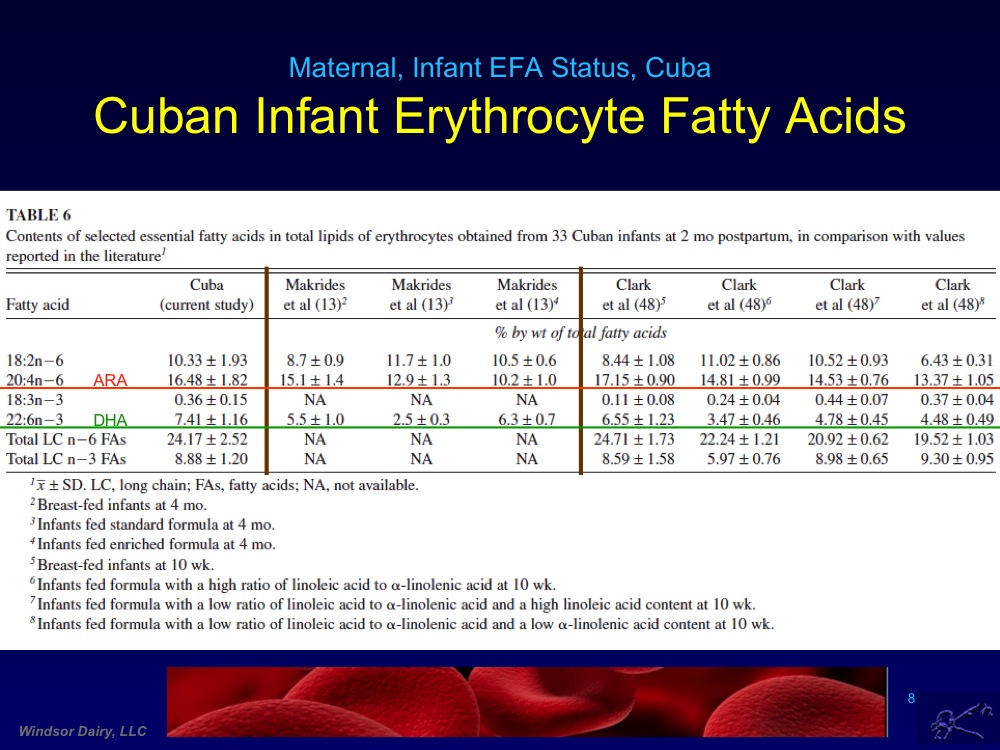 Maternal, Infant EFA Status, Cuba
Cuban Infant Erythrocyte Fatty Acids
TABLE 6
Contents of selected essential fatty acids in total lipids of erythrocytes obtained from 33 Cuban infants at 2 mo postpartum, in comparison with values
reported in the literature¹
Cuba Makrides Makrides Makrides Clark Clark Clark Clark
Fatty acid (current study) et al (13)² et al (13)³ et al (13)⁴ et al (48)⁵ et al (48)⁶ et al (48)⁷ et al (48)⁸
% by wt of total fatty acids
18:2n−6 10.33 ± 1.93 8.7 ± 0.9 11.7 ± 1.0 10.5 ± 0.6 8.44 ± 1.08 11.02 ± 0.86 10.52 ± 0.93 6.43 ± 0.31
20:4n−6 ARA 16.48 ± 1.82 15.1 ± 1.4 12.9 ± 1.3 10.2 ± 1.0 17.15 ± 0.90 14.81 ± 0.99 14.53 ± 0.76 13.37 ± 1.05
18:3n−3 0.36 ± 0.15 NA NA NA 0.11 ± 0.08 0.24 ± 0.04 0.44 ± 0.07 0.37 ± 0.04
22:6n−3 DHA 7.41 ± 1.16 5.5 ± 1.0 2.5 ± 0.3 6.3 ± 0.7 6.55 ± 1.23 3.47 ± 0.46 4.78 ± 0.45 4.48 ± 0.49
Total LC n−6 FAs 24.17 ± 2.52 NA NA NA 24.71 ± 1.73 22.24 ± 1.21 20.92 ± 0.62 19.52 ± 1.03
Total LC n−3 FAs 8.88 ± 1.20 NA NA NA 8.59 ± 1.58 5.97 ± 0.76 8.98 ± 0.65 9.30 ± 0.95
¹x̄ ± SD. LC, long chain; FAs, fatty acids; NA, not available.
²Breast-fed infants at 4 mo.
³Infants fed standard formula at 4 mo.
⁴Infants fed enriched formula at 4 mo.
⁵Breast-fed infants at 10 wk.
⁶Infants fed formula with a high ratio of linoleic acid to α-linolenic acid at 10 wk.
⁷Infants fed formula with a low ratio of linoleic acid to α-linolenic acid and a high linoleic acid content at 10 wk.
⁸Infants fed formula with a low ratio of linoleic acid to α-linolenic acid and a low α-linolenic acid content at 10 wk.
8
Windsor Dairy, LLC